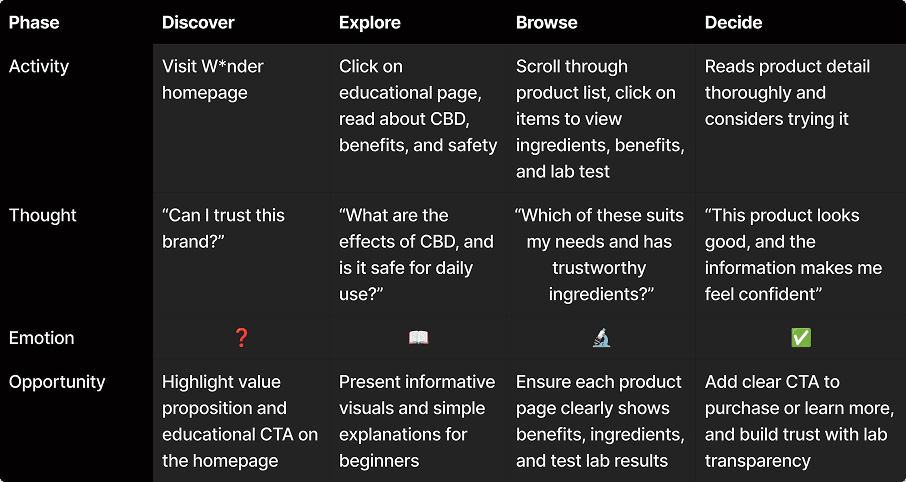 Phase Discover Explore Browse Decide
Activity
Visit W*nder
homepage
Click on
educational page,
read about CBD,
benefits, and safety
Scroll through
product list, click on
items to view
ingredients, benefits,
and lab test
Reads product detail
thoroughly and
considers trying it
Thought
“Can I trust this
brand?”
“What are the
effects of CBD, and
is it safe for daily
use?”
“Which of these suits
my needs and has
trustworthy
ingredients?”
“This product looks
good, and the
information makes me
feel confident”
Emotion ❓ 📖 🔬 ✅
Opportunity
Highlight value
proposition and
educational CTA on
the homepage
Present informative
visuals and simple
explanations for
beginners
Ensure each product
page clearly shows
benefits, ingredients,
and test lab results
Add clear CTA to
purchase or learn more,
and build trust with lab
transparency